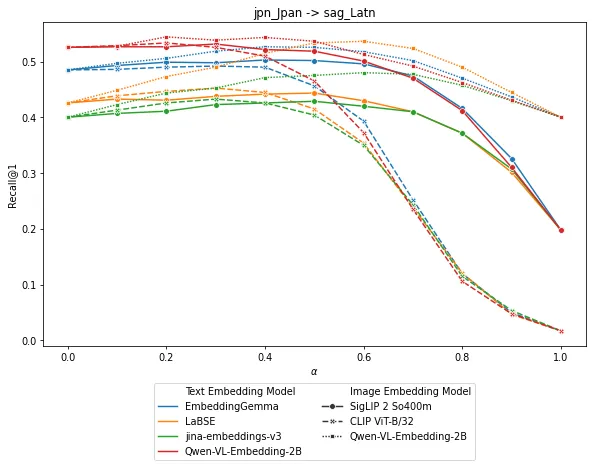 jpn_Jpan -> sag_Latn
Recall@1
0.5
0.4
0.3
0.2
0.1
0.0
0.0 0.2 0.4 0.6 0.8 1.0
α
Text Embedding Model
EmbeddingGemma
LaBSE
jina-embeddings-v3
Qwen-VL-Embedding-2B
Image Embedding Model
SigLIP 2 So400m
CLIP ViT-B/32
Qwen-VL-Embedding-2B